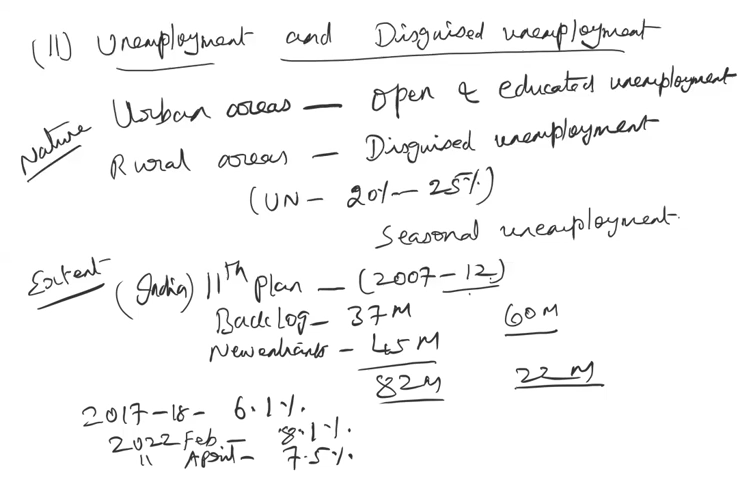 (11) Unemployment and Disguised unemployment
Nature Urban areas — open & educated unemployment
Rural areas — Disguised unemployment
(UN — 20% — 25%)
Seasonal unemployment.
Extent (India) 11th Plan — (2007 — 12)
Backlog — 37M 60M
New entrants — 45M
82M 22M
2017-18 — 6.1%.
2022 Feb. — 8.1%.
" April — 7.5%.